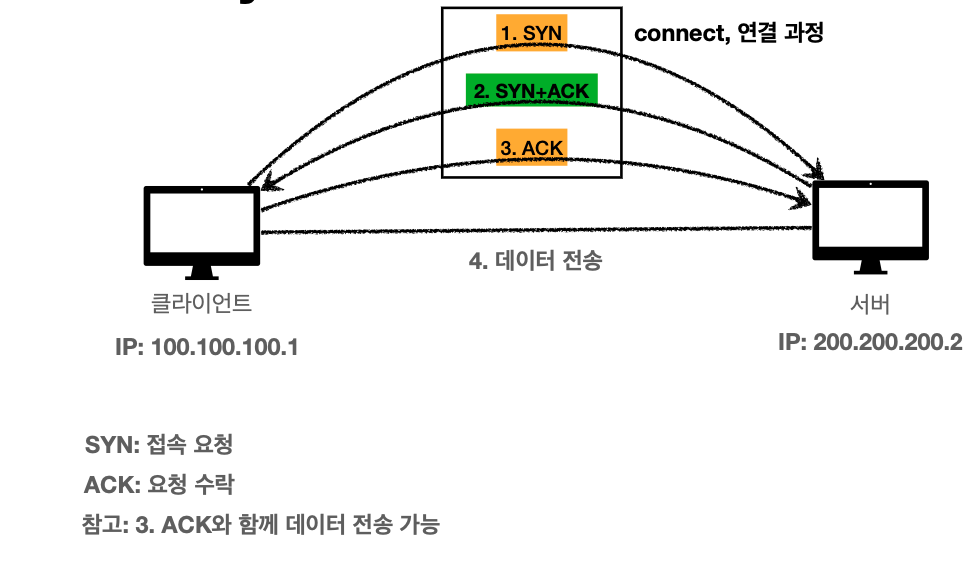 1. SYN
connect, 연결 과정
2. SYN+ACK
3. ACK
4. 데이터 전송
클라이언트
서버
IP: 100.100.100.1
IP: 200.200.200.2
SYN: 접속 요청
ACK: 요청 수락
참고: 3. ACK와 함께 데이터 전송 가능